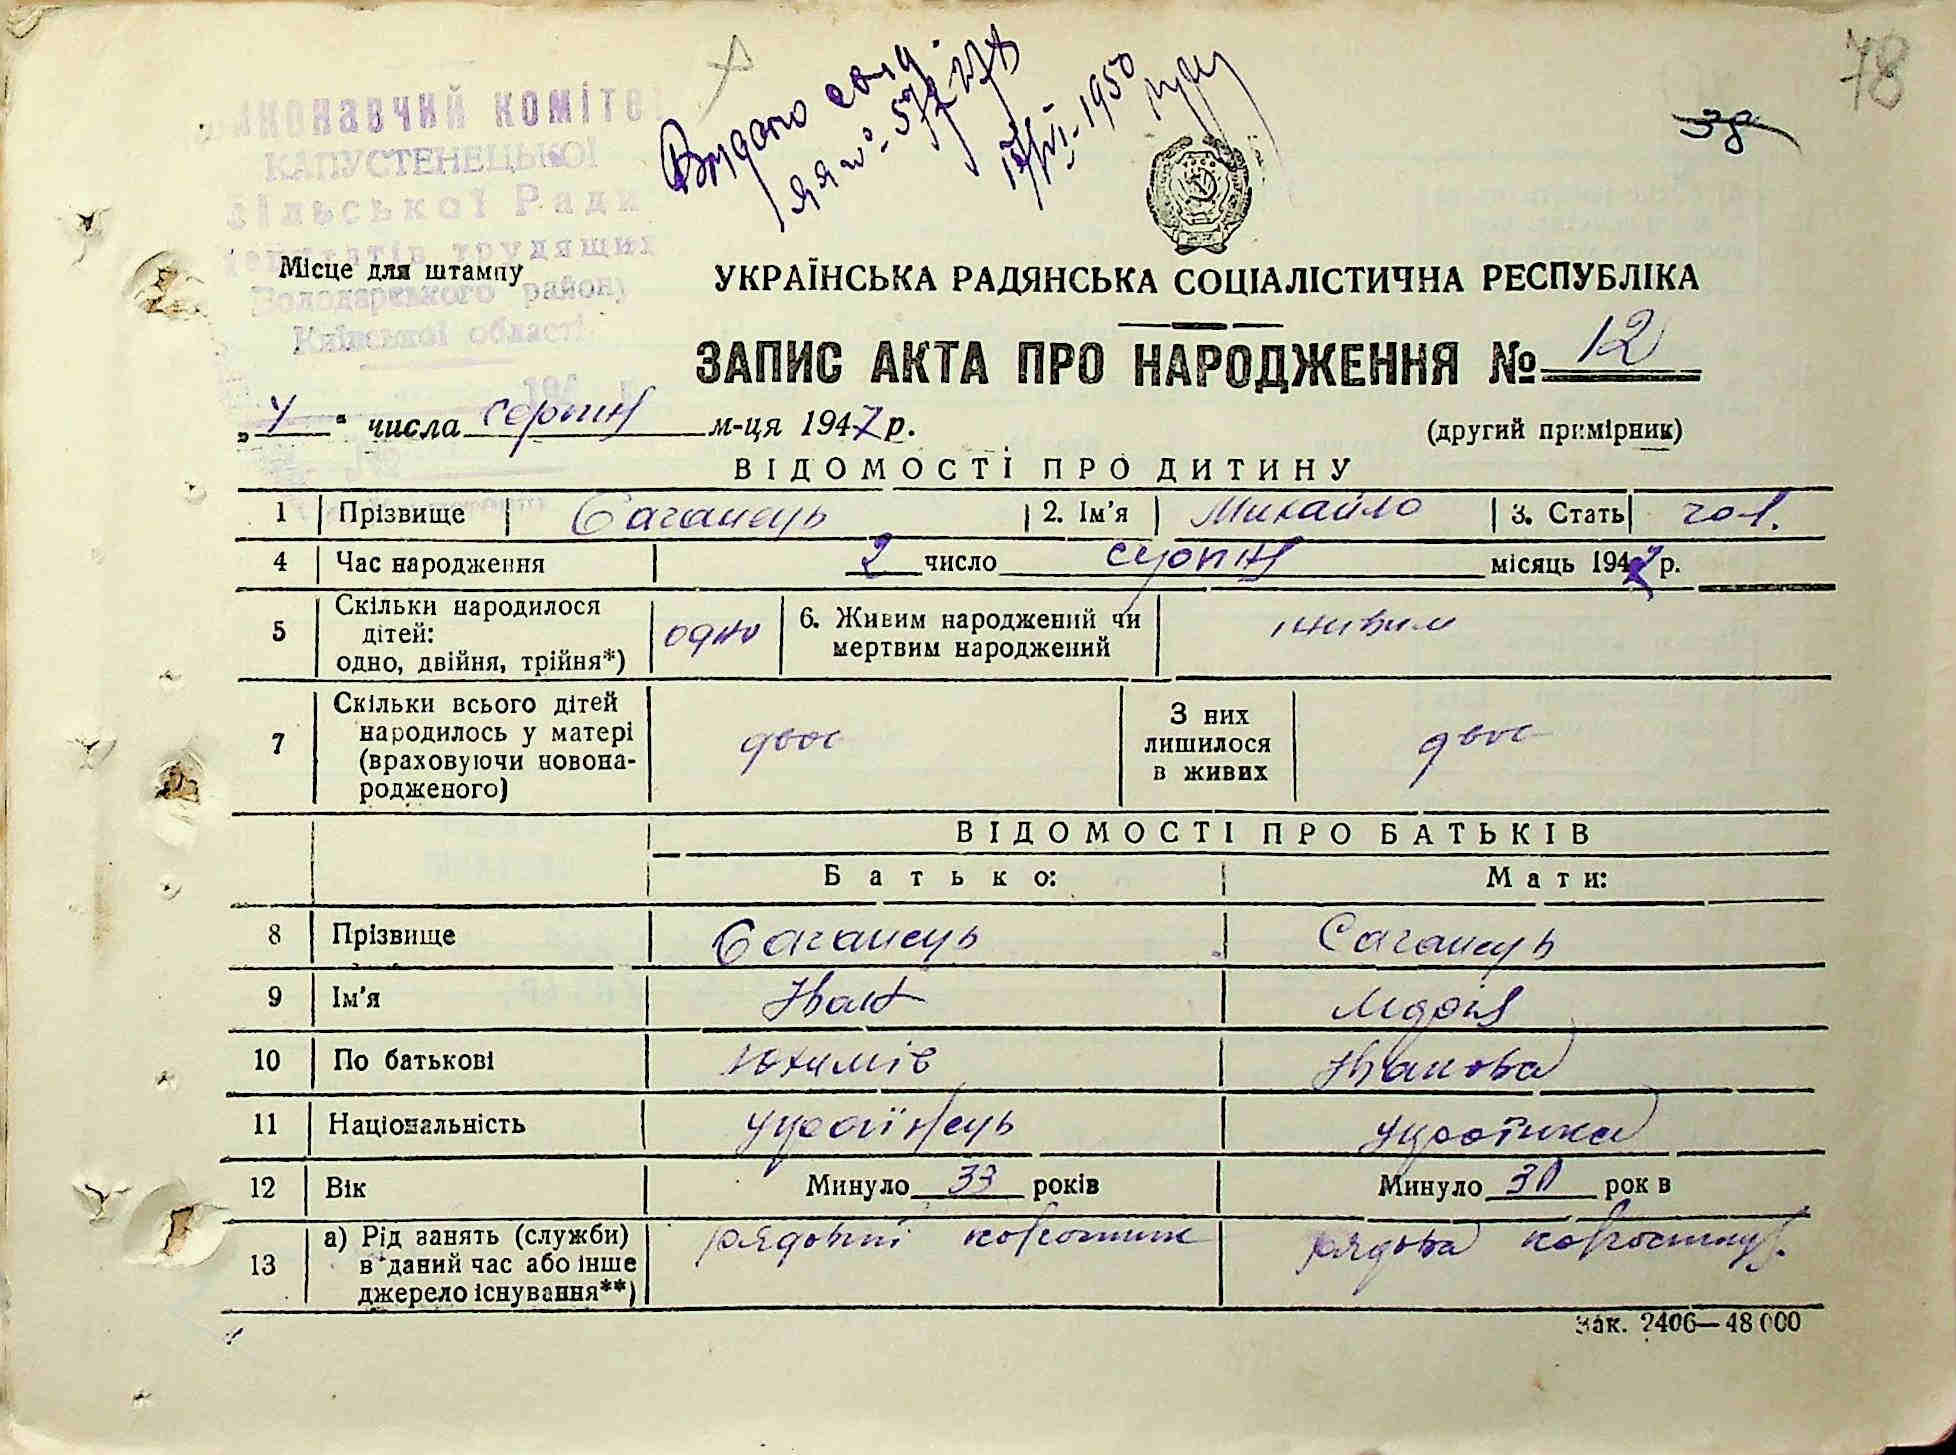 78
38
Видано свід
ВИКОНАВЧИЙ КОМІТЕТ
КАПУСТЕНЕЦЬКОЇ
Сільської Ради
депутатів трудящих
Володарського району
Київської області
194 р.
1950
Місце для штампу
УКРАЇНСЬКА РАДЯНСЬКА СОЦІАЛІСТИЧНА РЕСПУБЛІКА
ЗАПИС АКТА ПРО НАРОДЖЕННЯ № 12
„4“ числа серпня м-ця 1947 р. (другий примірник)
ВІДОМОСТІ ПРО ДИТИНУ
1 Прізвище Саганець 2. Ім'я Михайло 3. Стать чол.
4 Час народження 2 число серпня місяць 1947 р.
5 Скільки народилося дітей: одно, двійня, трійня*) одно 6. Живим народжений чи мертвим народжений живим
7 Скільки всього дітей народилось у матері (враховуючи новонародженого) двоє З них лишилося в живих двоє
ВІДОМОСТІ ПРО БАТЬКІВ
Батько: Мати:
8 Прізвище Саганець Саганець
9 Ім'я Іван Марія
10 По батькові Юхимів Іванова
11 Національність українець українка
12 Вік Минуло 33 років Минуло 30 рок в
13 а) Рід занять (служби) в даний час або інше джерело існування**) рядовий колгоспник рядова колгоспниц.
Зак. 2406—48 000